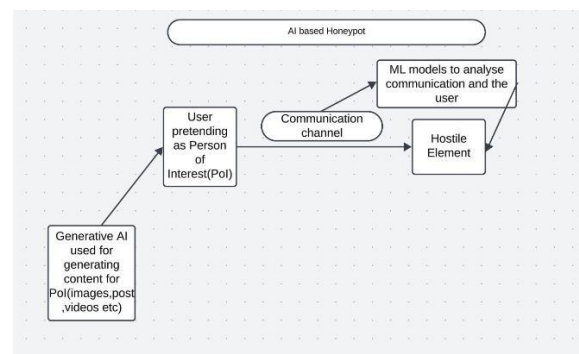 AI based Honeypot
ML models to analyse
communication and the
user
Communication
channel
User
pretending
as Person
of
Interest(PoI)
Hostile
Element
Generative AI
used for
generating
content for
PoI(images,post
,videos etc)